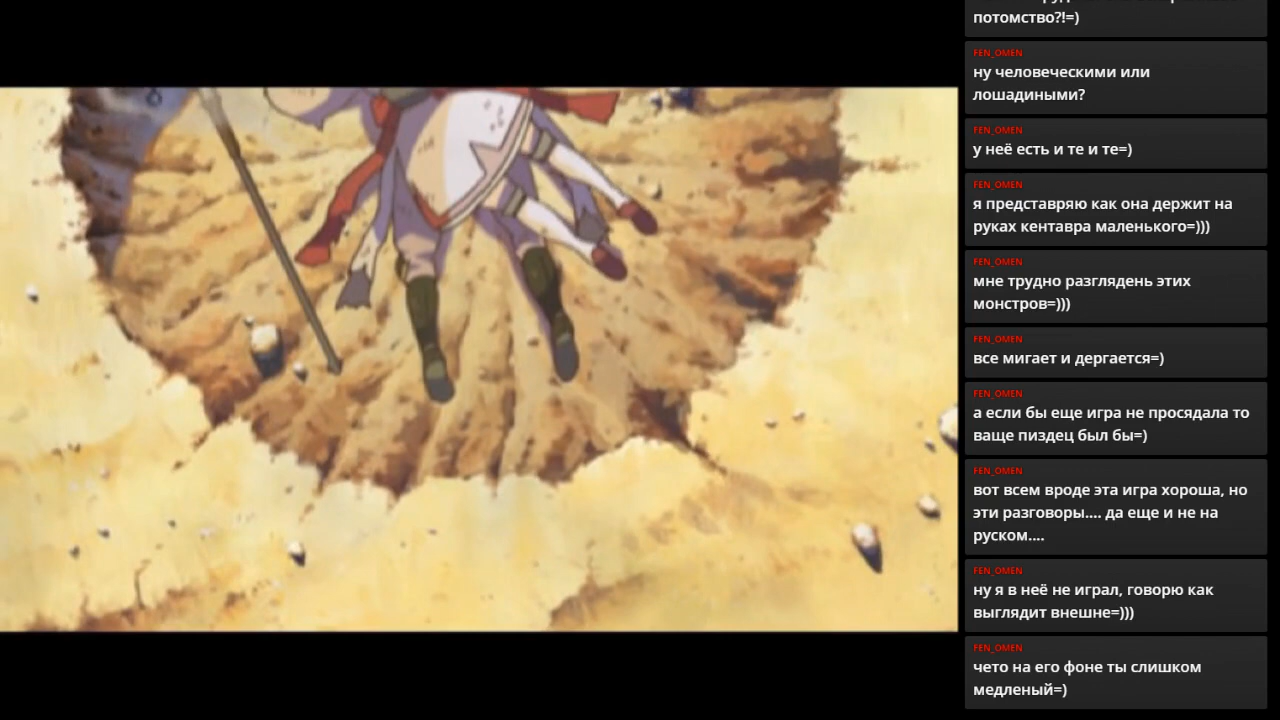 потомство?!=)
FEN_OMEN
ну человеческими или
лошадиными?
FEN_OMEN
у неё есть и те и те=)
FEN_OMEN
я представряю как она держит на
руках кентавра маленького=)))
FEN_OMEN
мне трудно разглядень этих
монстров=)))
FEN_OMEN
все мигает и дергается=)
FEN_OMEN
а если бы еще игра не просядала то
ваще пиздец был бы=)
FEN_OMEN
вот всем вроде эта игра хороша, но
эти разговоры.... да еще и не на
руском....
FEN_OMEN
ну я в неё не играл, говорю как
выглядит внешне=)))
FEN_OMEN
чето на его фоне ты слишком
медленый=)